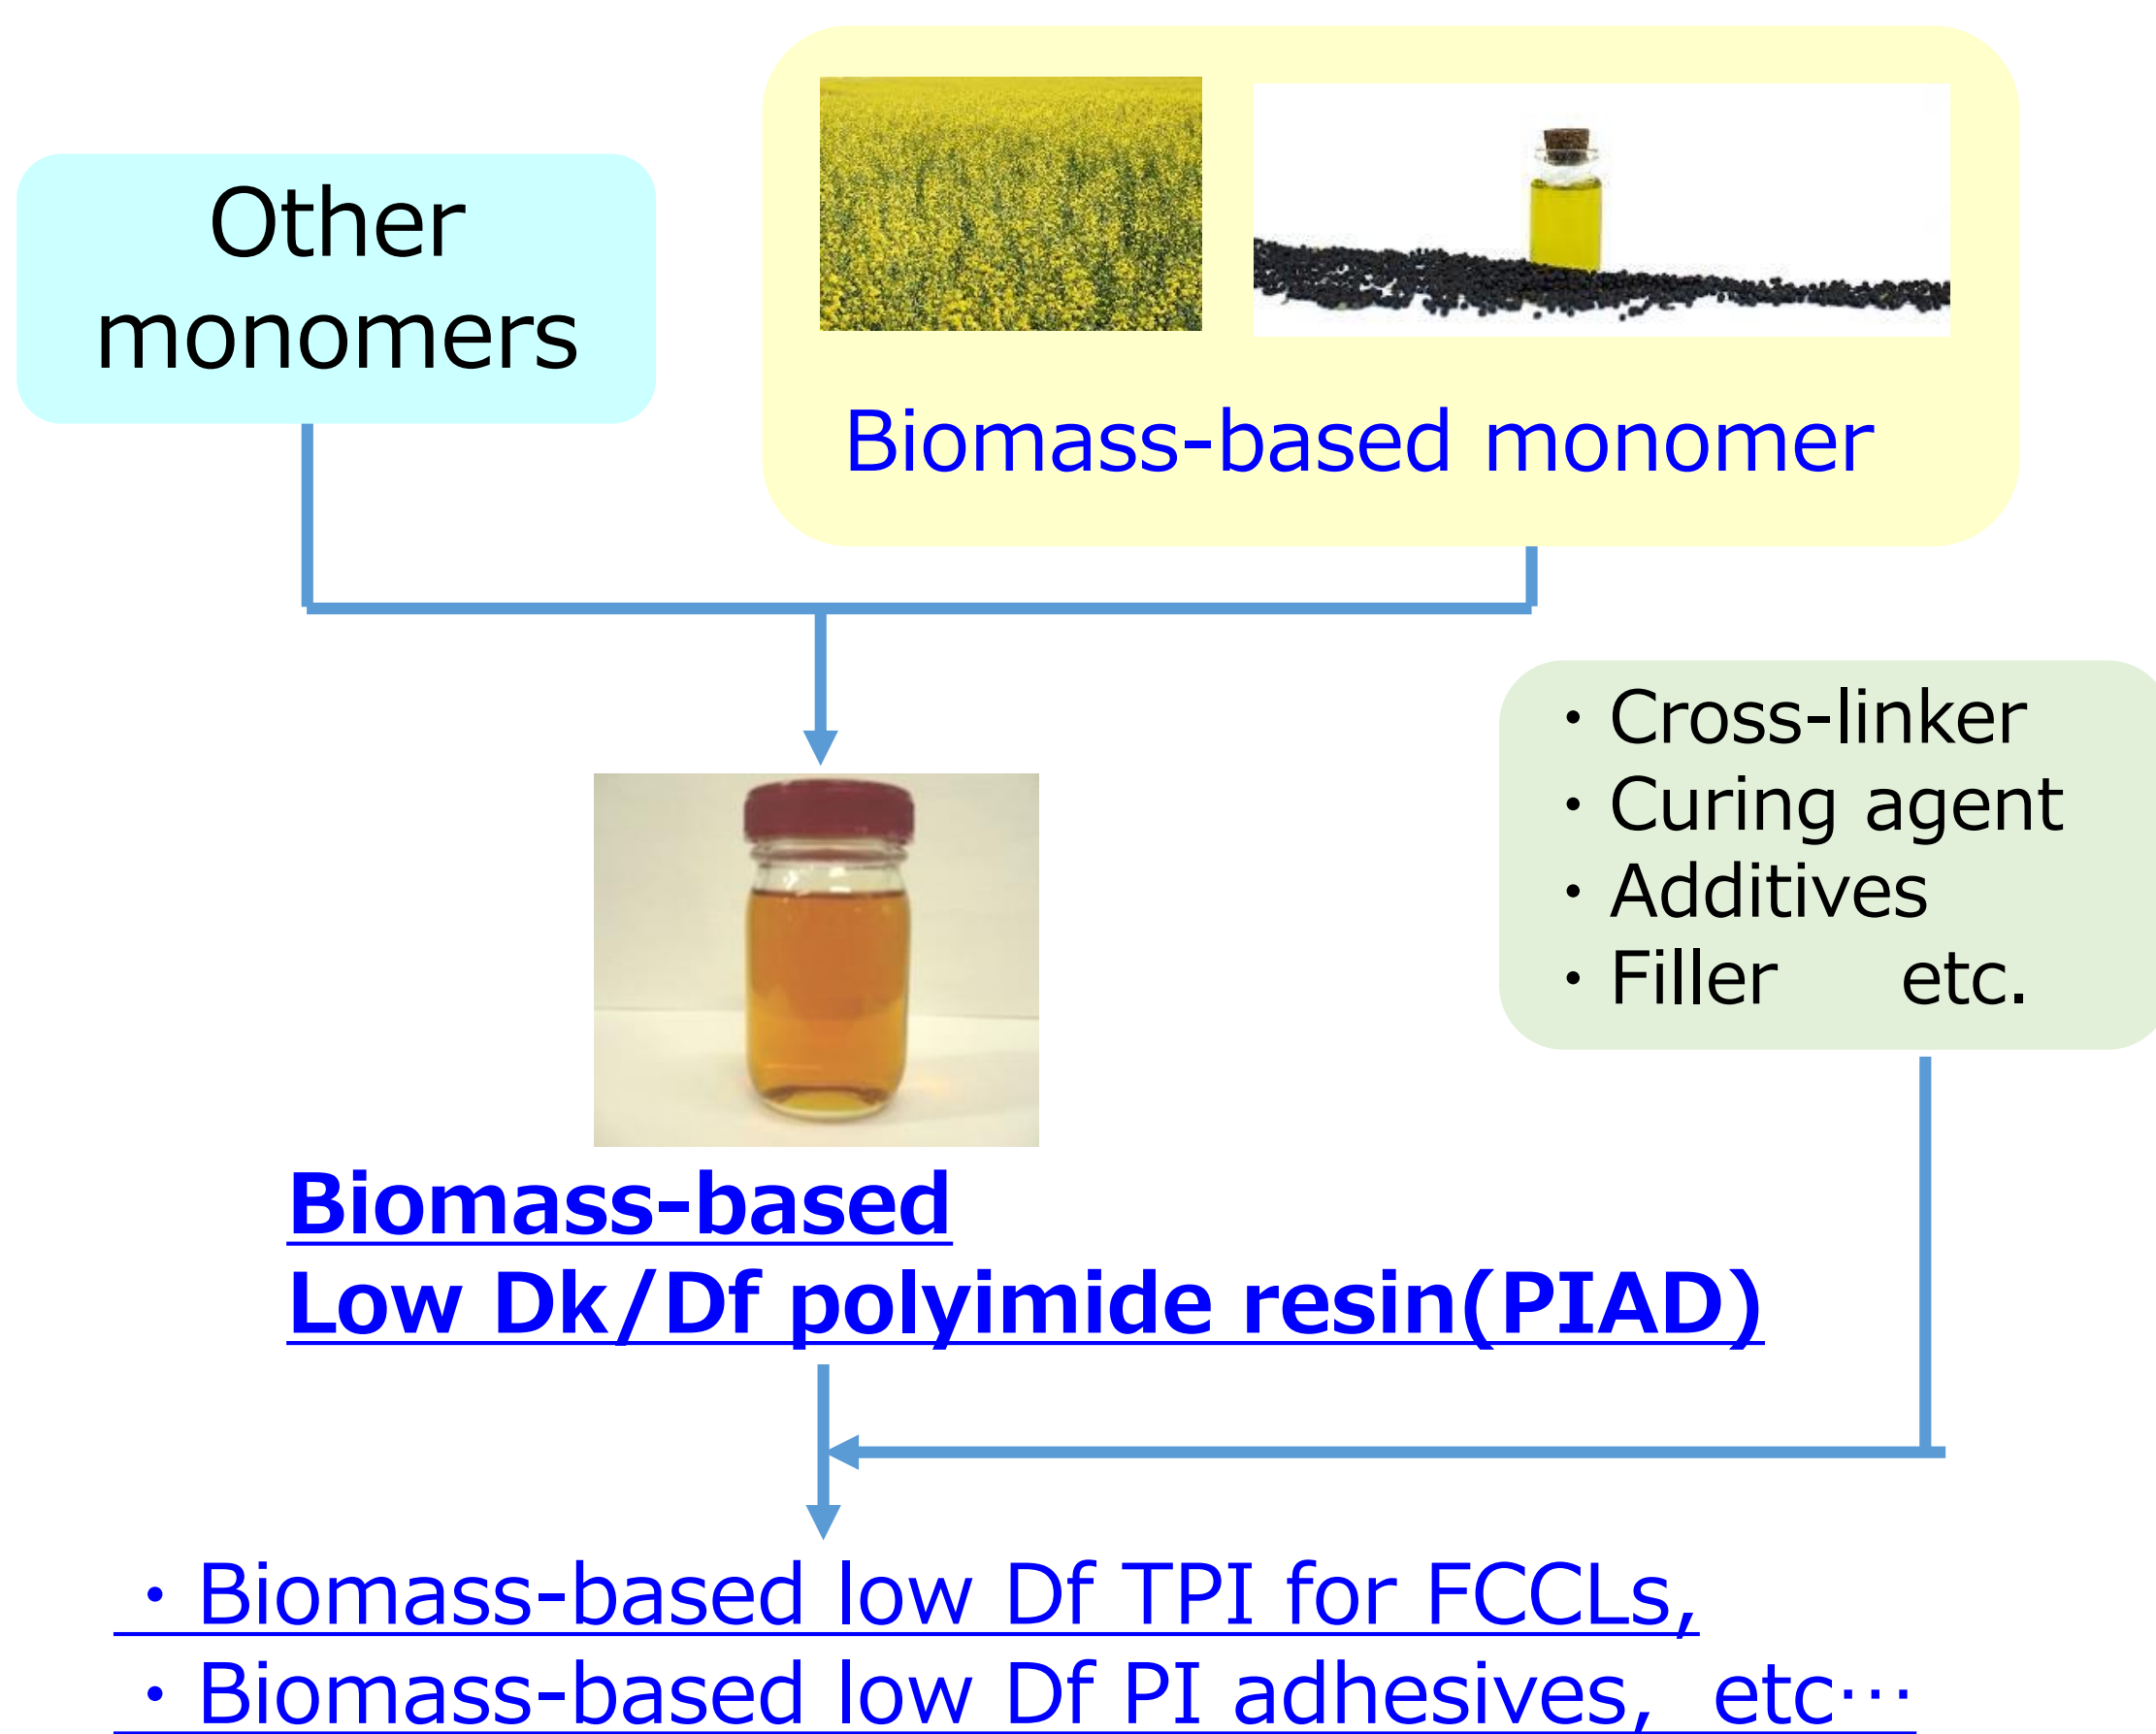 Other
monomers
Biomass-based monomer
・Cross-linker
・Curing agent
・Additives
・Filler etc.
Biomass-based
Low Dk/Df polyimide resin(PIAD)
・Biomass-based low Df TPI for FCCLs,
・Biomass-based low Df PI adhesives, etc…